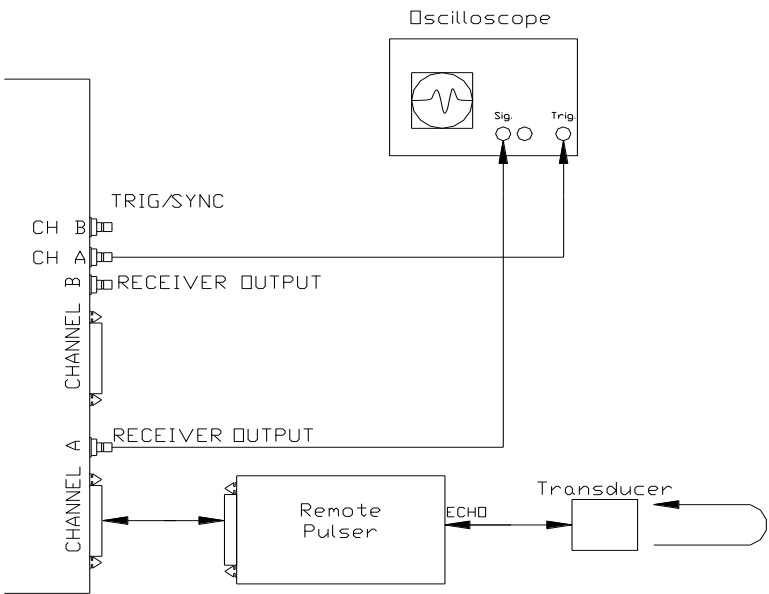 Oscilloscope
Sig.
Trig.
TRIG/SYNC
CH B
CH A
B
RECEIVER OUTPUT
CHANNEL
A
RECEIVER OUTPUT
CHANNEL
Remote
Pulser
ECHO
Transducer